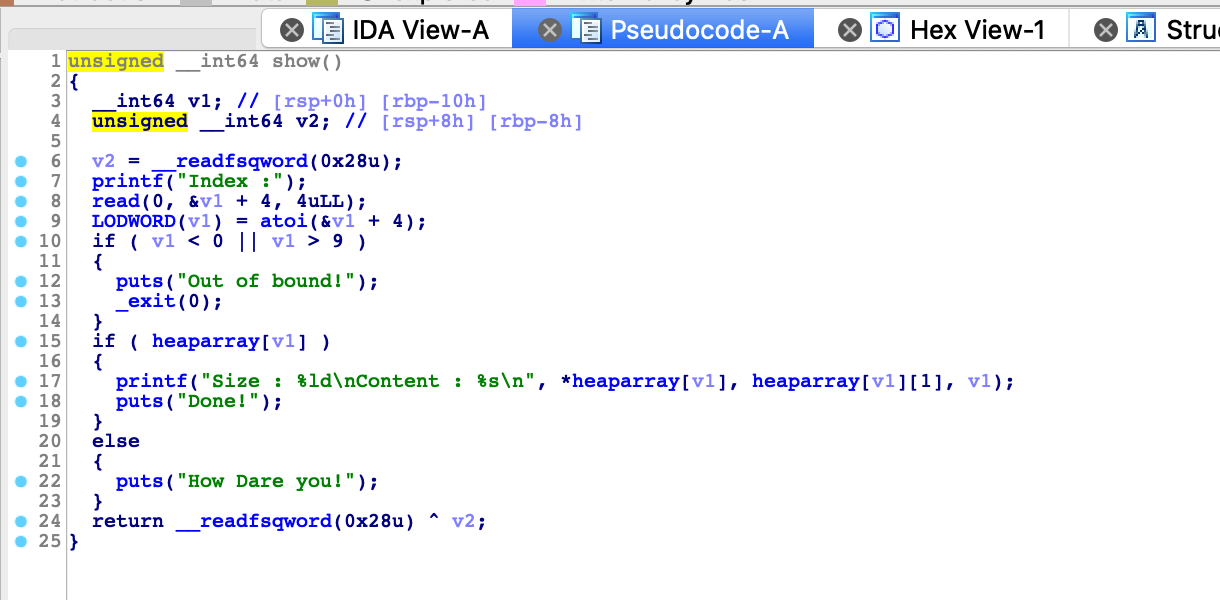 IDA View-A Pseudocode-A Hex View-1 Stru
1 unsigned __int64 show()
2 {
3 __int64 v1; // [rsp+0h] [rbp-10h]
4 unsigned __int64 v2; // [rsp+8h] [rbp-8h]
5
6 v2 = __readfsqword(0x28u);
7 printf("Index :");
8 read(0, &v1 + 4, 4uLL);
9 LODWORD(v1) = atoi(&v1 + 4);
10 if ( v1 < 0 || v1 > 9 )
11 {
12 puts("Out of bound!");
13 _exit(0);
14 }
15 if ( heaparray[v1] )
16 {
17 printf("Size : %ld\nContent : %s\n", *heaparray[v1], heaparray[v1][1], v1);
18 puts("Done!");
19 }
20 else
21 {
22 puts("How Dare you!");
23 }
24 return __readfsqword(0x28u) ^ v2;
25 }